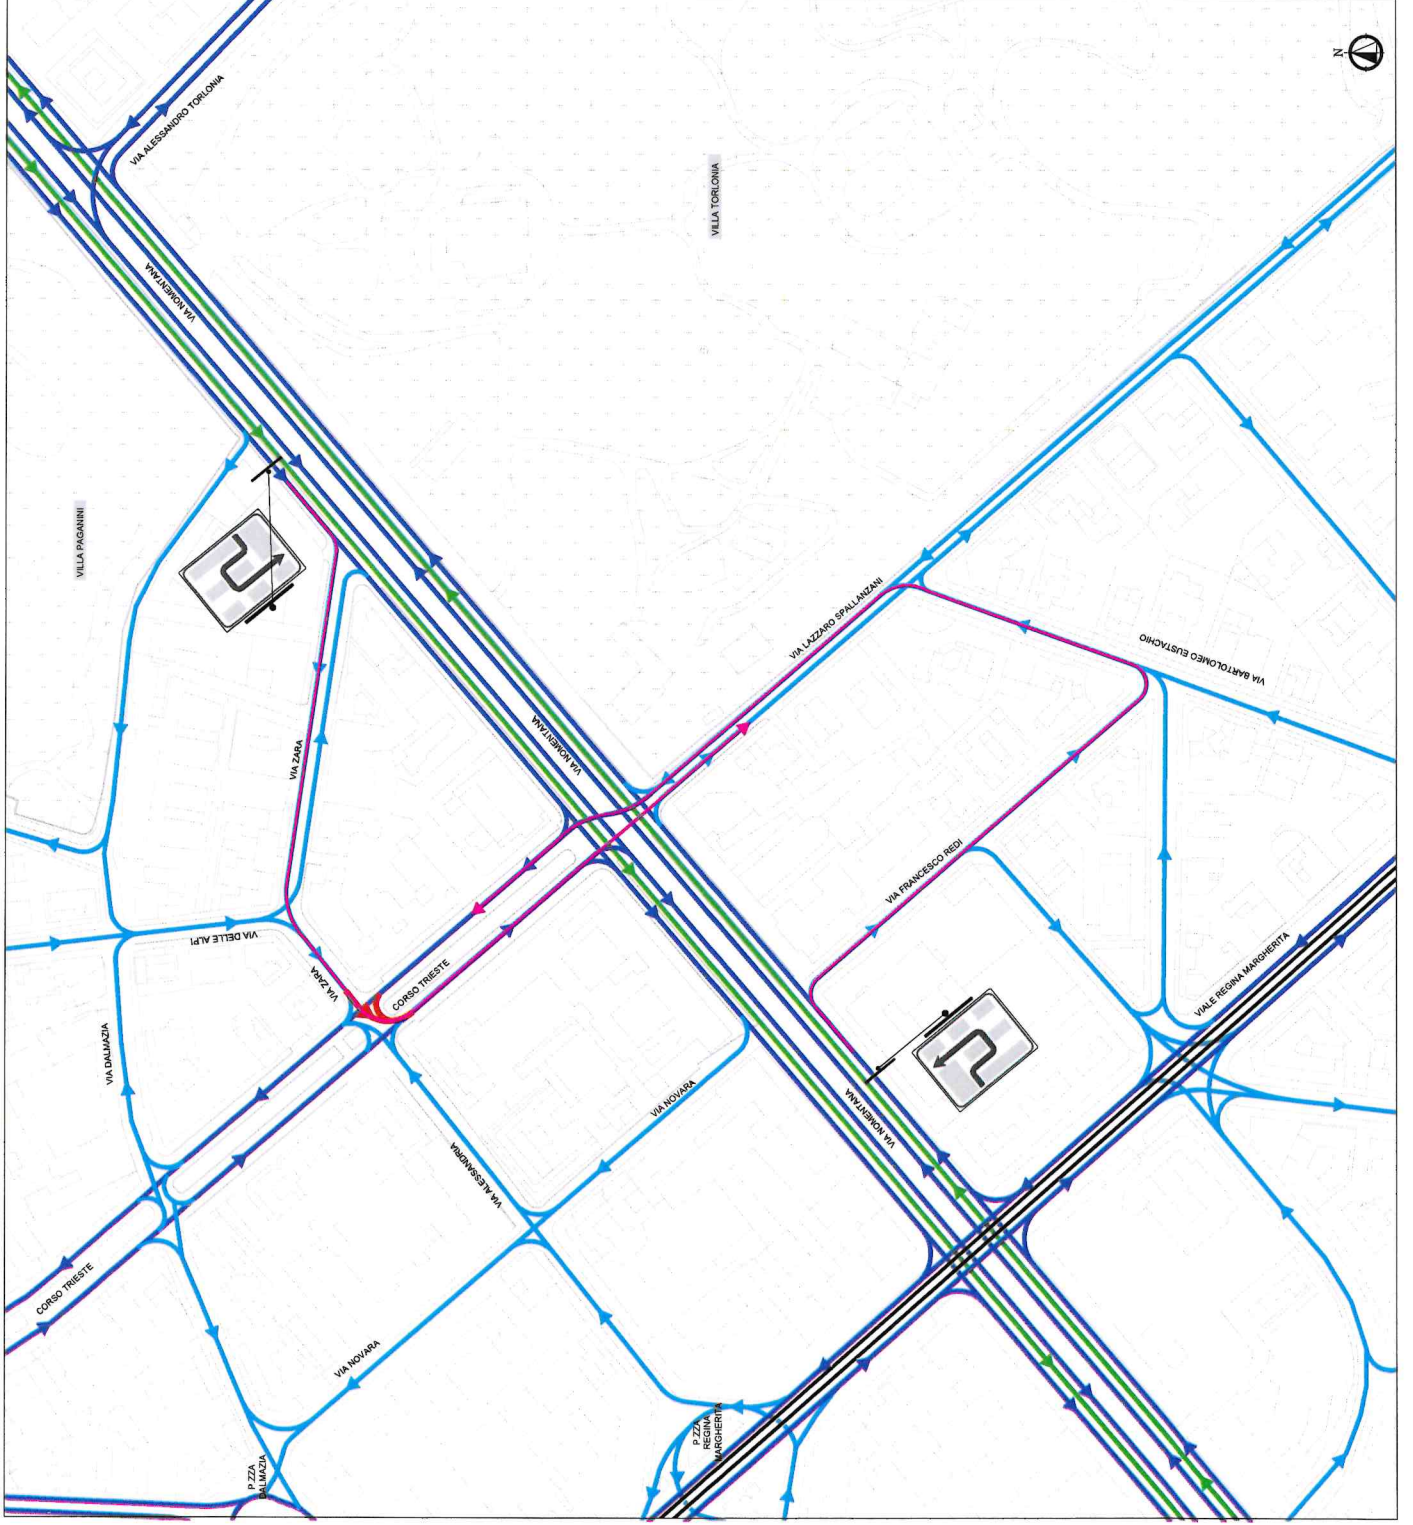 N
VIA ALESSANDRO TORLONIA
VILLA TORLONIA
VIA NOMENTANA
VILLA PAGANINI
VIA LAZZARO SPALLANZANI
VIA BARTOLOMEO EUSTACHIO
VIA ZARA
VIA NOMENTANA
VIA FRANCESCO REDI
VIA DELLE ALPI
VIA ZARA
CORSO TRIESTE
VIALE REGINA MARGHERITA
VIA DALMAZIA
VIA NOVARA
VIA NOMENTANA
VIA ALESSANDRIA
CORSO TRIESTE
VIA NOVARA
P.ZZA
REGINA
MARGHERITA
P.ZZA
DALMAZIA